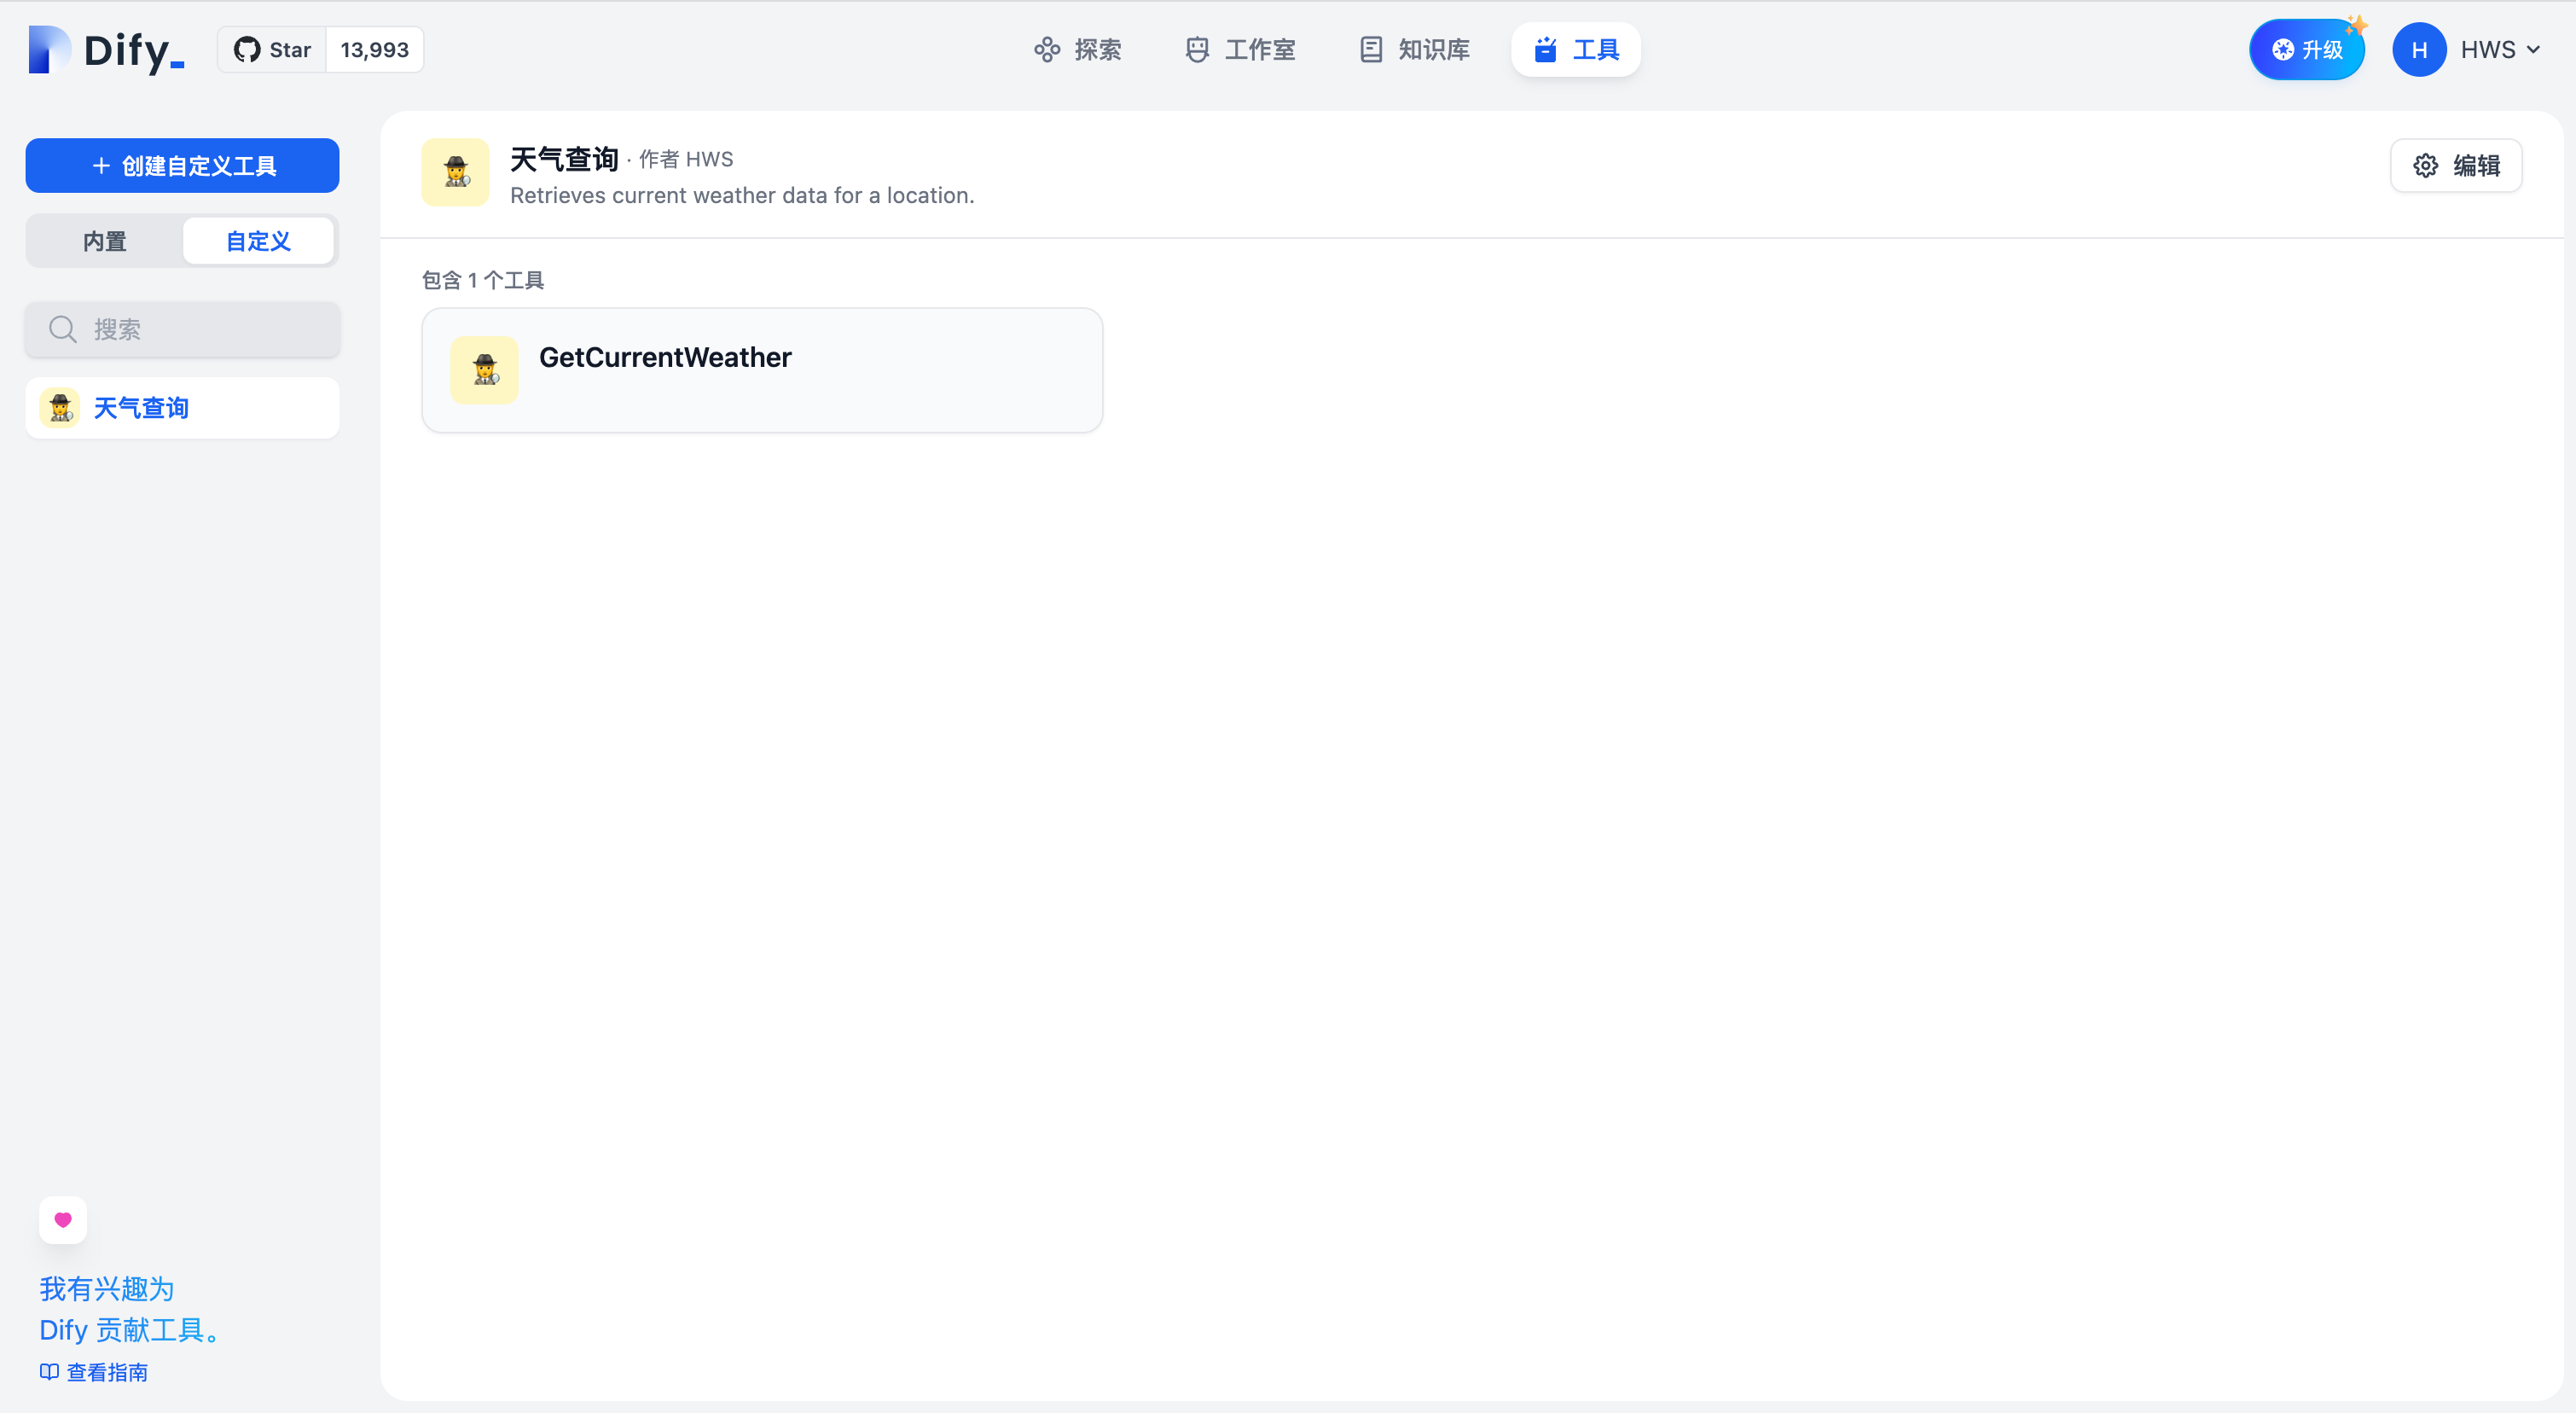 Dify_
Star 13,993
探索
工作室
知识库
工具
升级
H HWS
+ 创建自定义工具
内置 自定义
搜索
天气查询
天气查询 · 作者 HWS
Retrieves current weather data for a location.
编辑
包含 1 个工具
GetCurrentWeather
我有兴趣为
Dify 贡献工具。
查看指南